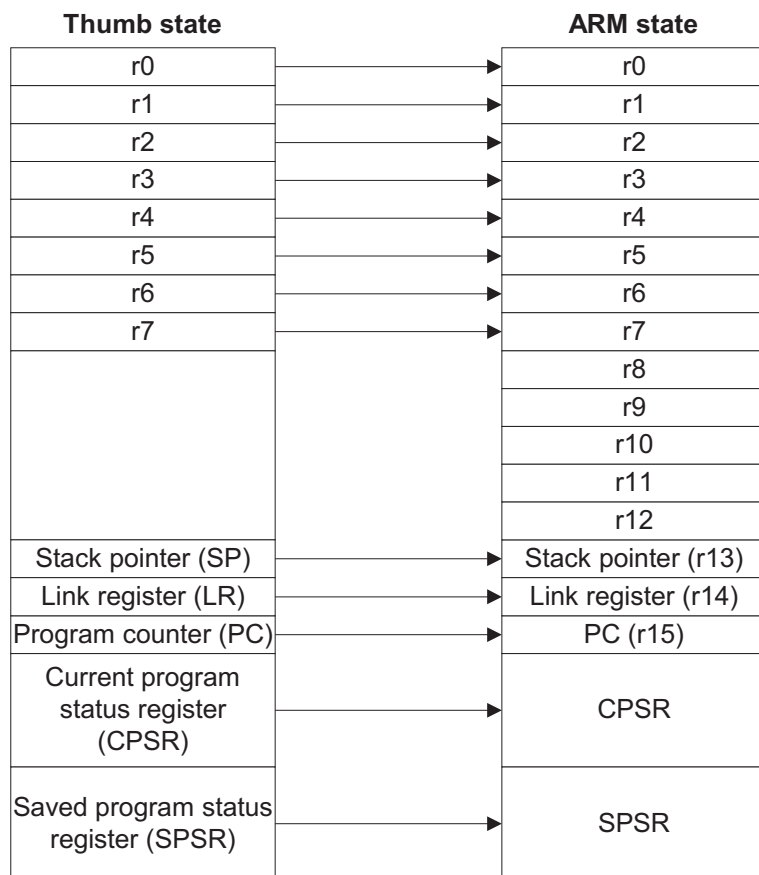 Thumb state
ARM state
r0
r0
r1
r1
r2
r2
r3
r3
r4
r4
r5
r5
r6
r6
r7
r7
r8
r9
r10
r11
r12
Stack pointer (SP)
Stack pointer (r13)
Link register (LR)
Link register (r14)
Program counter (PC)
PC (r15)
Current program
status register
(CPSR)
CPSR
Saved program status
register (SPSR)
SPSR